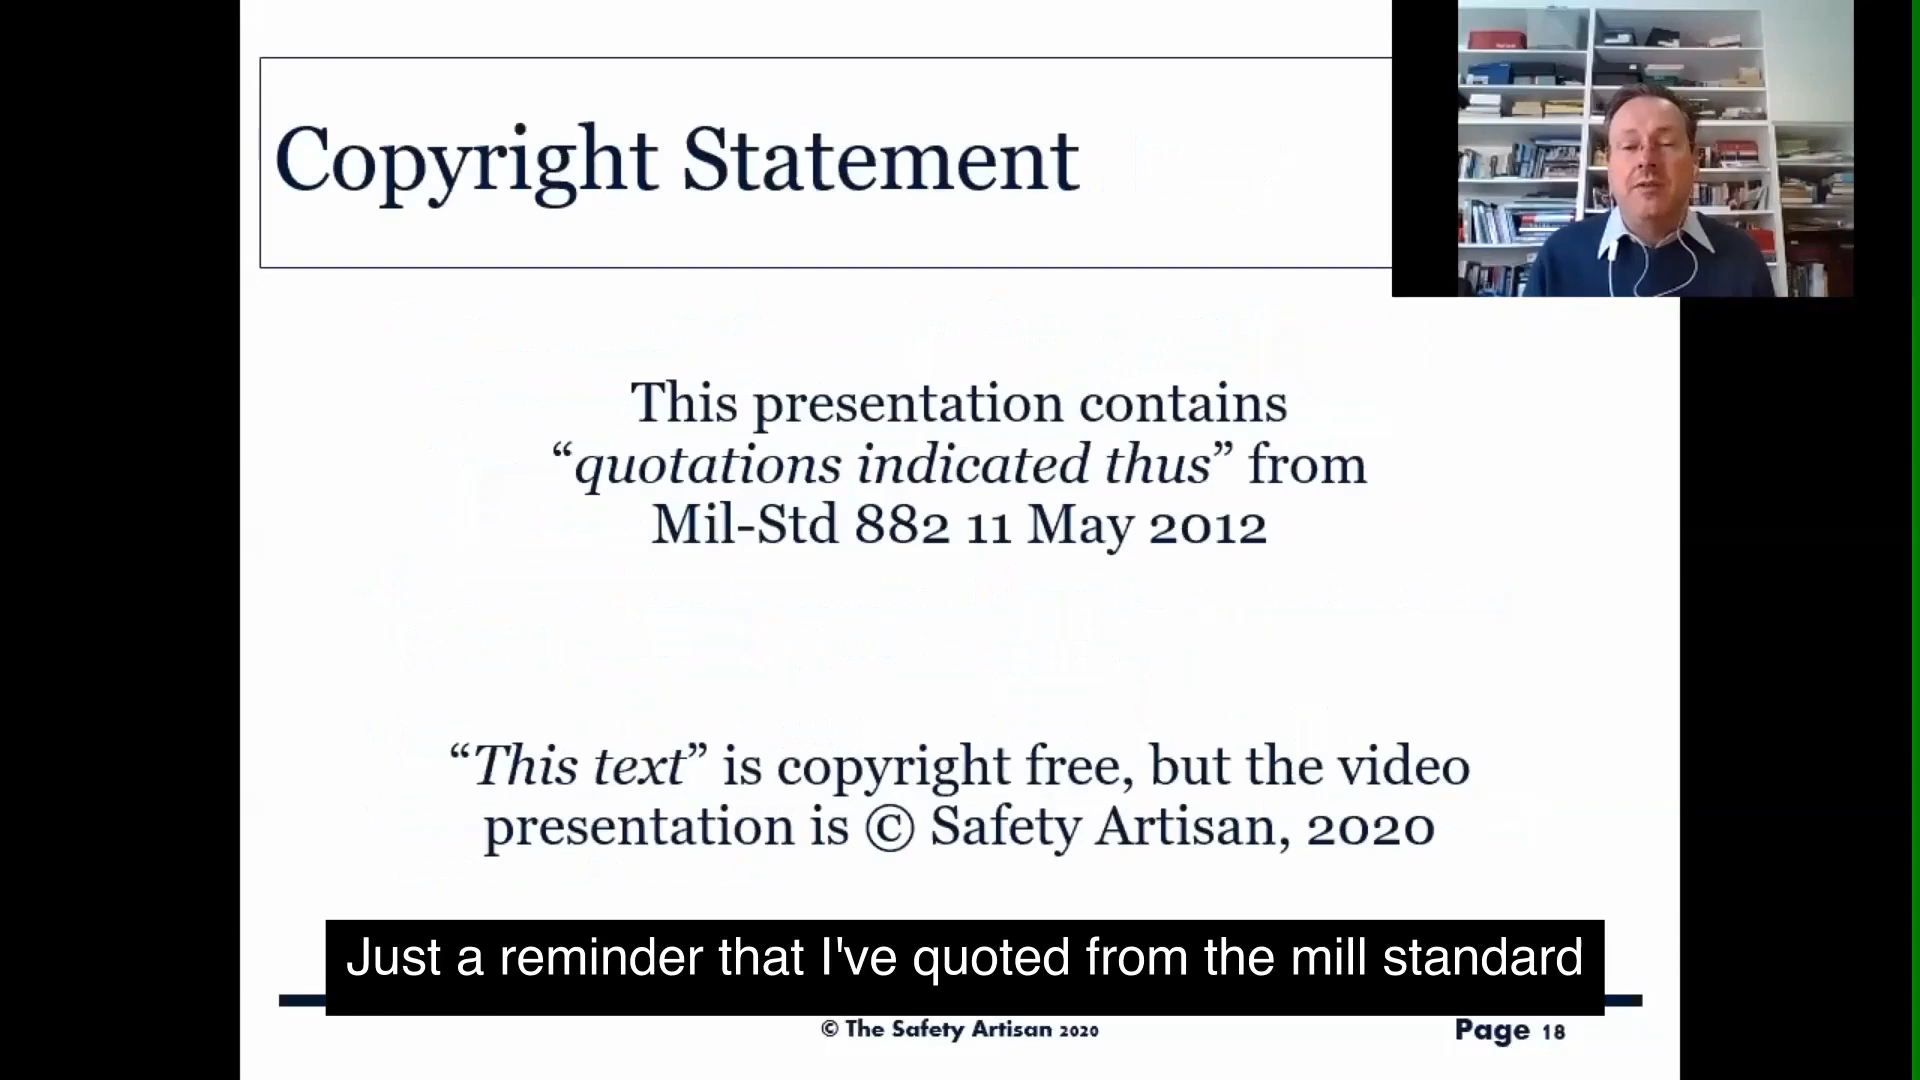 Copyright Statement
This presentation contains
“quotations indicated thus” from
Mil-Std 882 11 May 2012
“This text” is copyright free, but the video
presentation is © Safety Artisan, 2020
Just a reminder that I've quoted from the mill standard
© The Safety Artisan 2020
Page 18